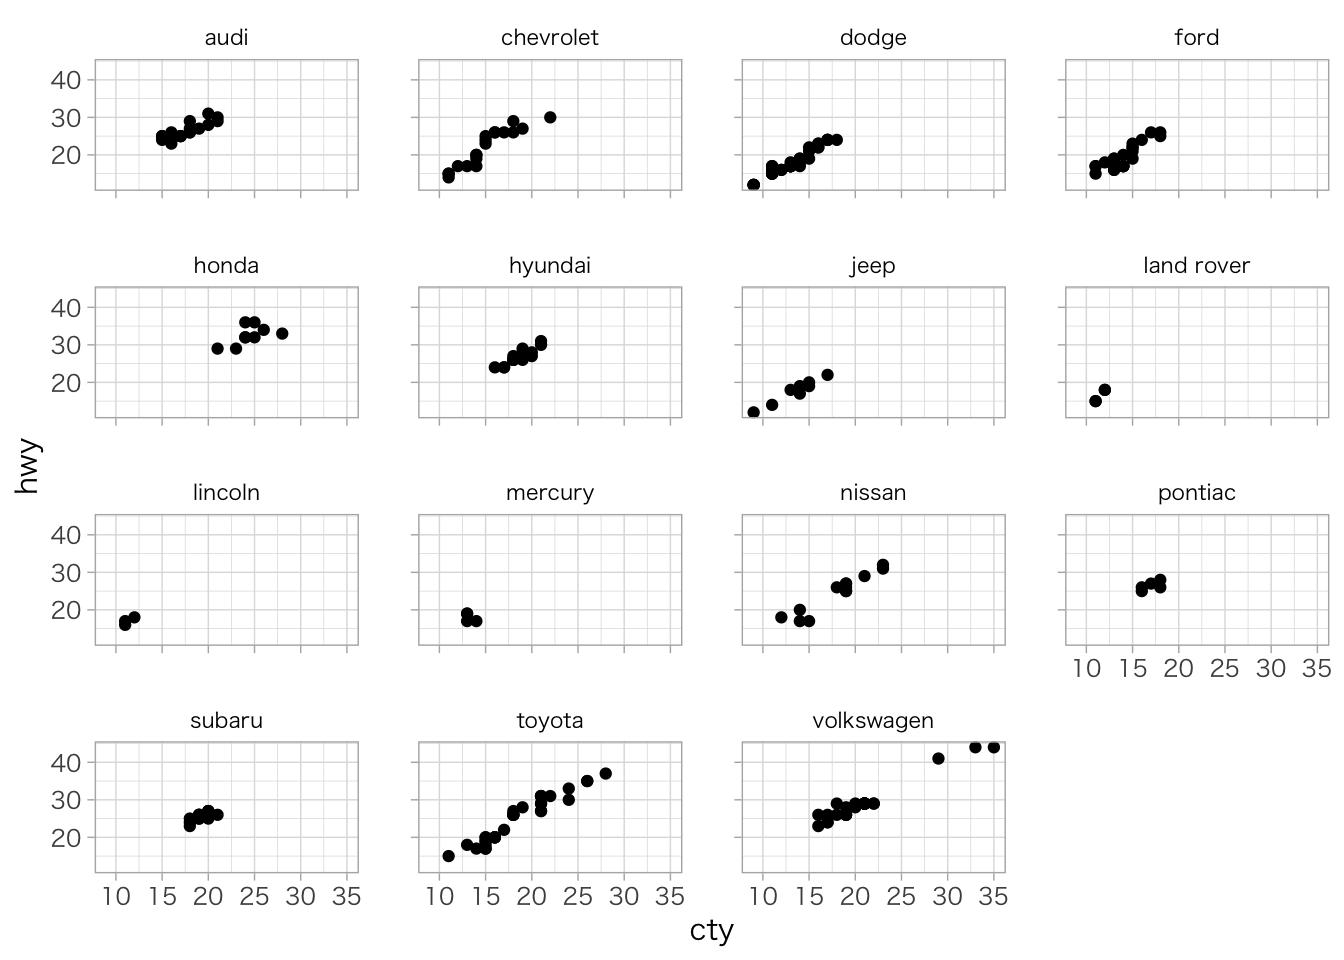 audi chevrolet dodge ford
40
30
20
honda hyundai jeep land rover
40
30
20
hwy
lincoln mercury nissan pontiac
40
30
20
10 15 20 25 30 35
subaru toyota volkswagen
40
30
20
10 15 20 25 30 35 10 15 20 25 30 35 10 15 20 25 30 35
cty